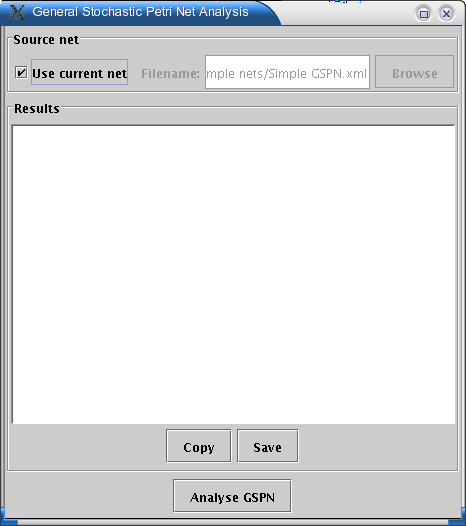 General Stochastic Petri Net Analysis
Source net
Use current net Filename: mple nets/Simple GSPN.xml Browse
Results
Copy Save
Analyse GSPN